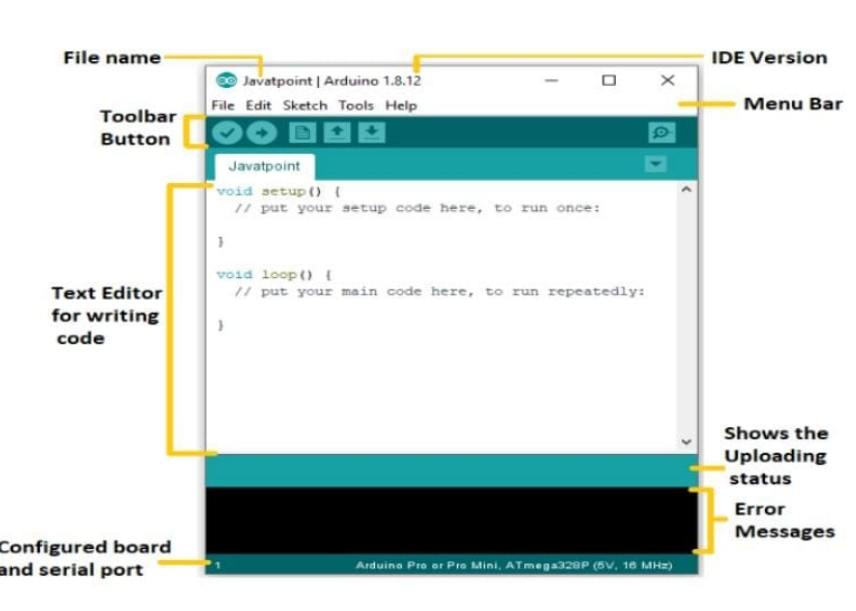 File name
IDE Version
Javatpoint | Arduino 1.8.12
File Edit Sketch Tools Help
Menu Bar
Toolbar
Button
Javatpoint
void setup() {
// put your setup code here, to run once:
}
void loop() {
// put your main code here, to run repeatedly:
}
Text Editor
for writing
code
Shows the
Uploading
status
Error
Messages
Configured board
and serial port
1
Arduino Pro or Pro Mini, ATmega328P (5V, 16 MHz)